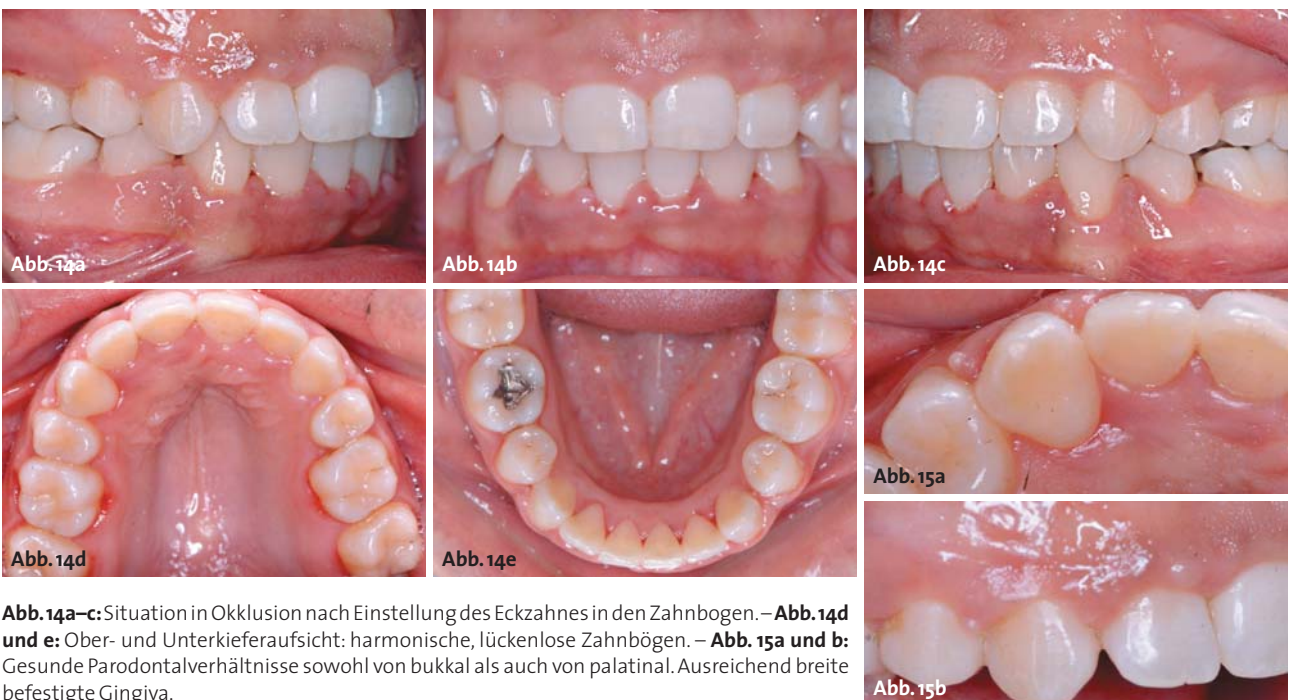 Abb. 14a
Abb. 14b
Abb. 14c
Abb. 14d
Abb. 14e
Abb. 15a
Abb. 15b
Abb. 14a–c: Situation in Okklusion nach Einstellung des Eckzahnes in den Zahnbogen. – Abb. 14d
und e: Ober- und Unterkieferaufsicht: harmonische, lückenlose Zahnbögen. – Abb. 15a und b:
Gesunde Parodontalverhältnisse sowohl von bukkal als auch von palatinal. Ausreichend breite
befestigte Gingiva.